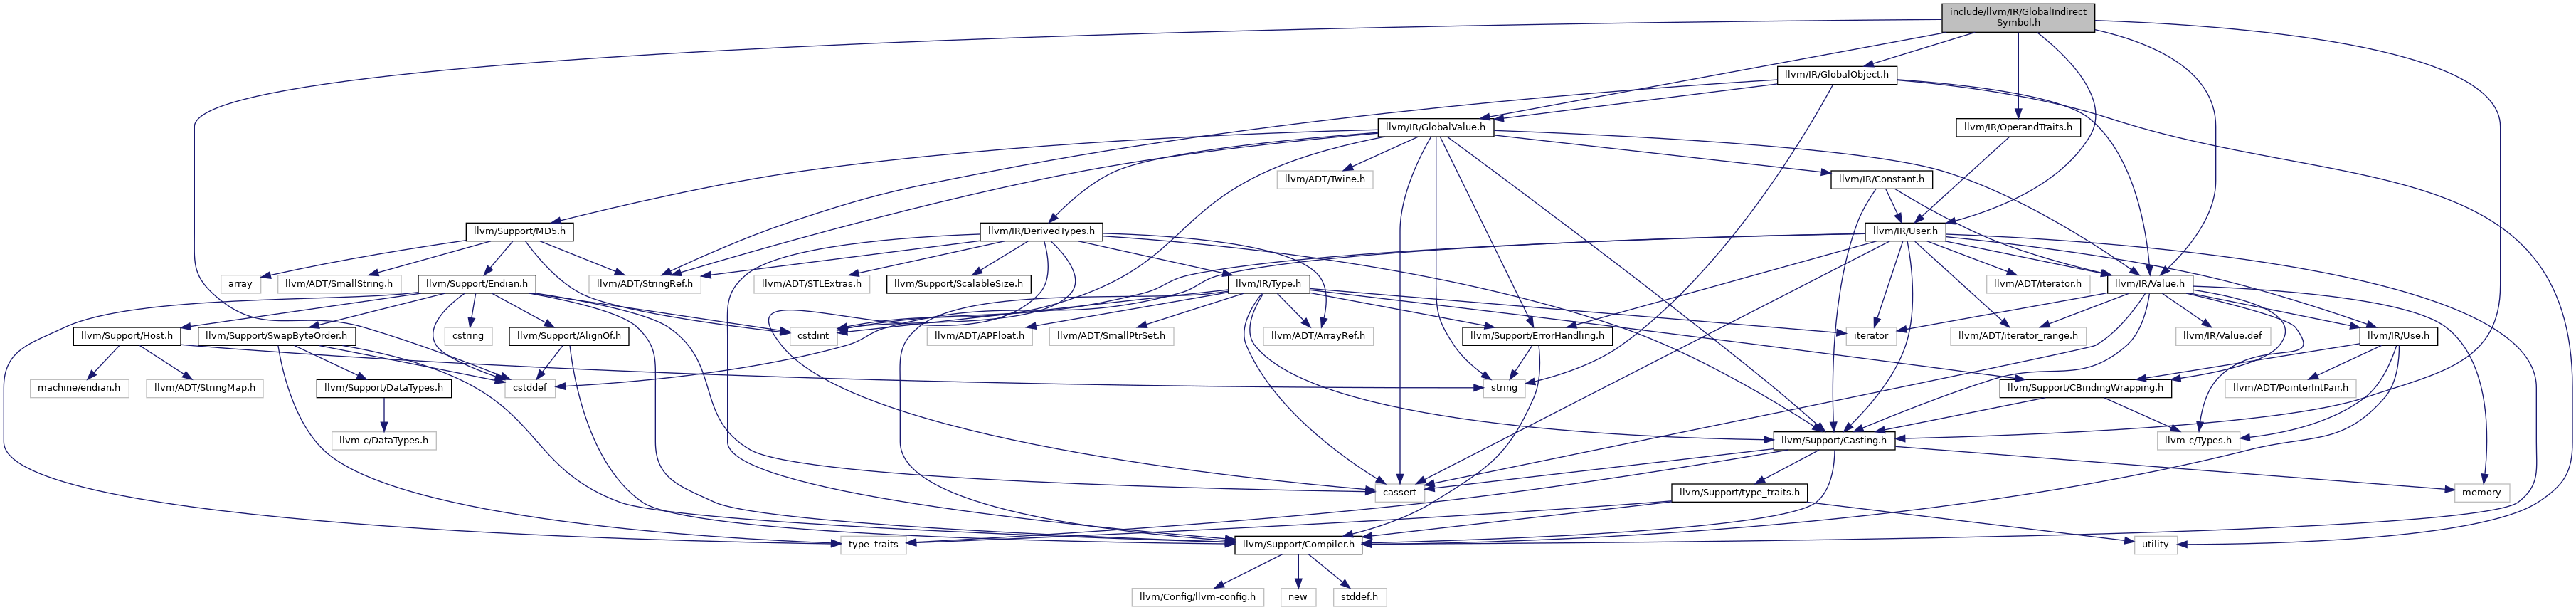 include/llvm/IR/GlobalIndirect
Symbol.h
llvm/IR/GlobalObject.h
llvm/IR/GlobalValue.h
llvm/IR/OperandTraits.h
llvm/ADT/Twine.h
llvm/IR/Constant.h
llvm/Support/MD5.h
llvm/IR/DerivedTypes.h
llvm/IR/User.h
array
llvm/ADT/SmallString.h
llvm/Support/Endian.h
llvm/ADT/StringRef.h
llvm/ADT/STLExtras.h
llvm/Support/ScalableSize.h
llvm/IR/Type.h
llvm/ADT/iterator.h
llvm/IR/Value.h
llvm/Support/Host.h
llvm/Support/SwapByteOrder.h
cstring
llvm/Support/AlignOf.h
cstdint
llvm/ADT/APFloat.h
llvm/ADT/SmallPtrSet.h
llvm/ADT/ArrayRef.h
llvm/Support/ErrorHandling.h
iterator
llvm/ADT/iterator_range.h
llvm/IR/Value.def
llvm/IR/Use.h
machine/endian.h
llvm/ADT/StringMap.h
llvm/Support/DataTypes.h
cstddef
string
llvm/Support/CBindingWrapping.h
llvm/ADT/PointerIntPair.h
llvm-c/DataTypes.h
llvm/Support/Casting.h
llvm-c/Types.h
cassert
llvm/Support/type_traits.h
memory
type_traits
llvm/Support/Compiler.h
utility
llvm/Config/llvm-config.h
new
stddef.h